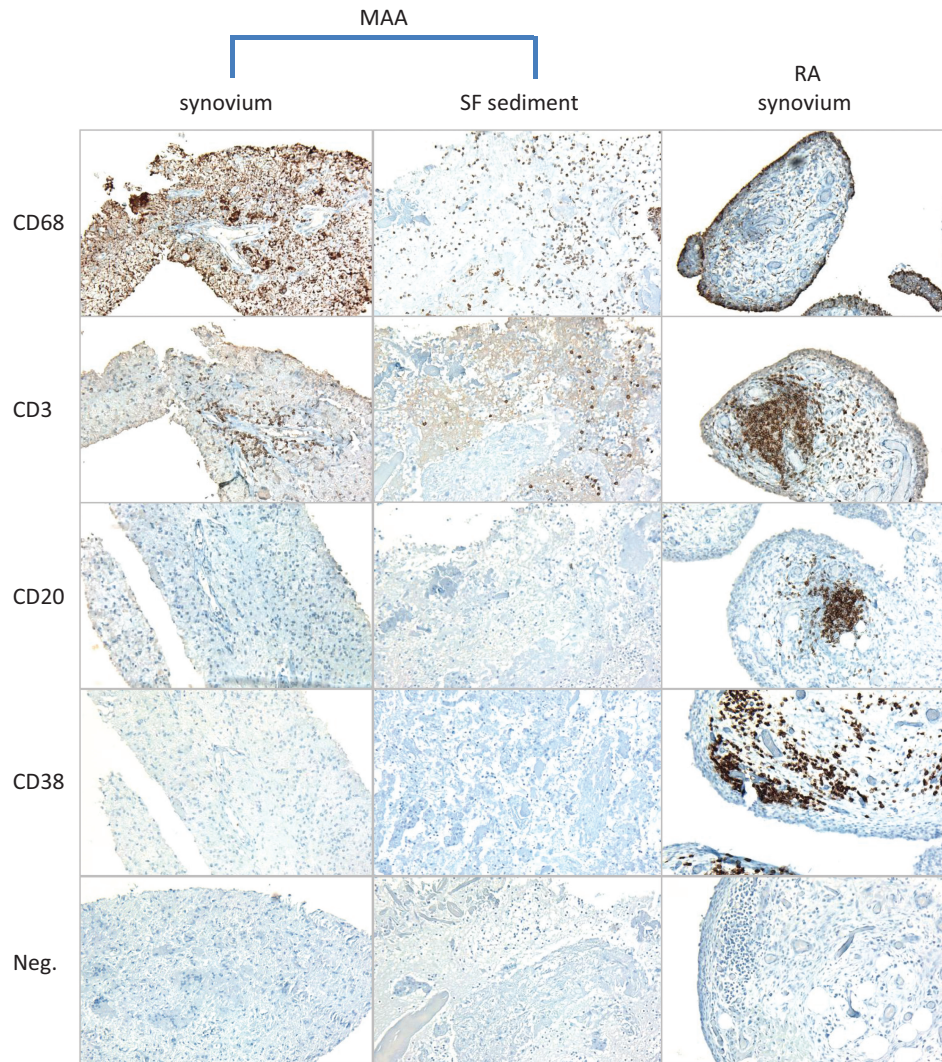 MAA
synovium
SF sediment
RA
synovium
CD68
CD3
CD20
CD38
Neg.